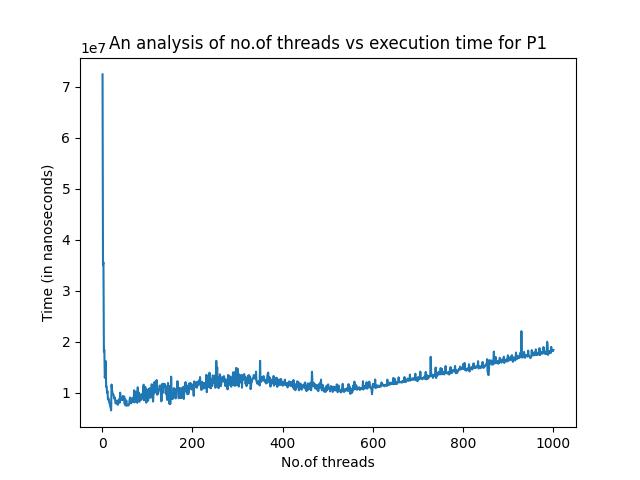 1e7
An analysis of no.of threads vs execution time for P1
7
6
5
4
3
2
1
Time (in nanoseconds)
0 200 400 600 800 1000
No.of threads